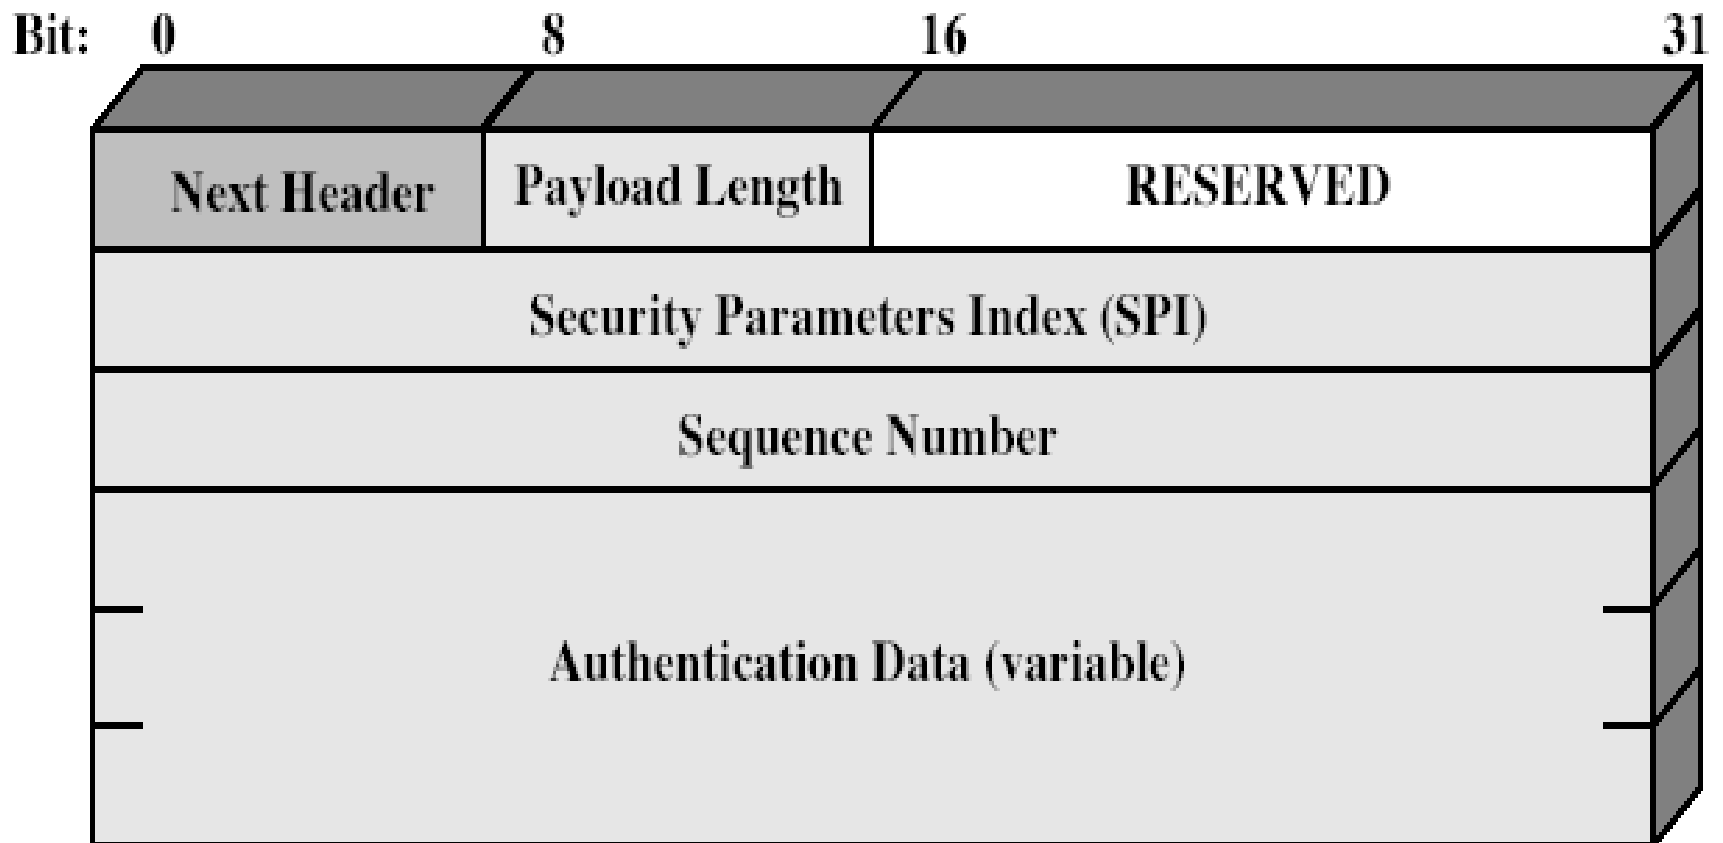 Bit: 0 8 16 31
Next Header Payload Length RESERVED
Security Parameters Index (SPI)
Sequence Number
Authentication Data (variable)